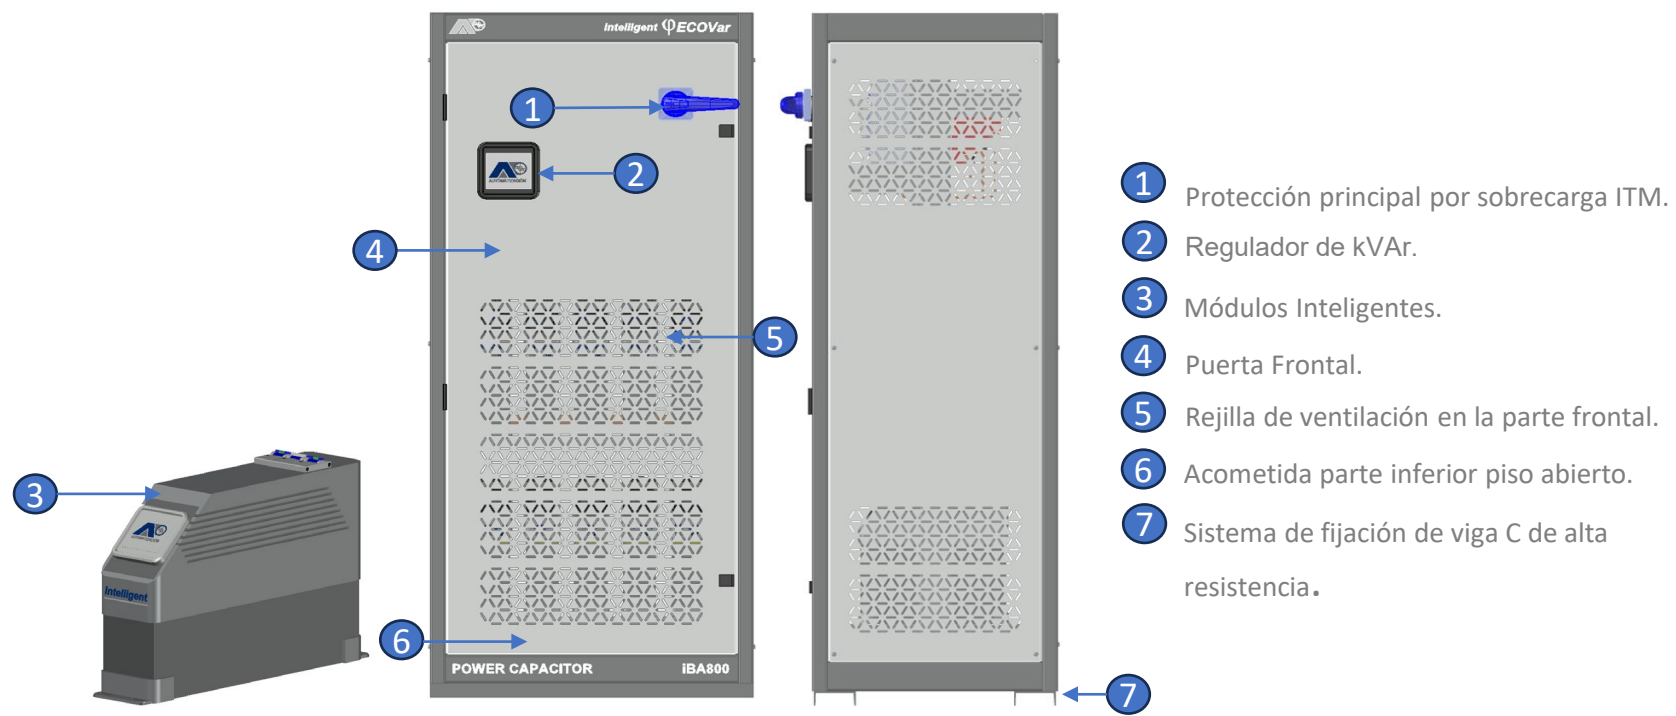 intelligent φECOVar
1
2
4
5
3
Intelligent
6
POWER CAPACITOR iBA800
7
1 Protección principal por sobrecarga ITM.
2 Regulador de kVAr.
3 Módulos Inteligentes.
4 Puerta Frontal.
5 Rejilla de ventilación en la parte frontal.
6 Acometida parte inferior piso abierto.
7 Sistema de fijación de viga C de alta
resistencia.